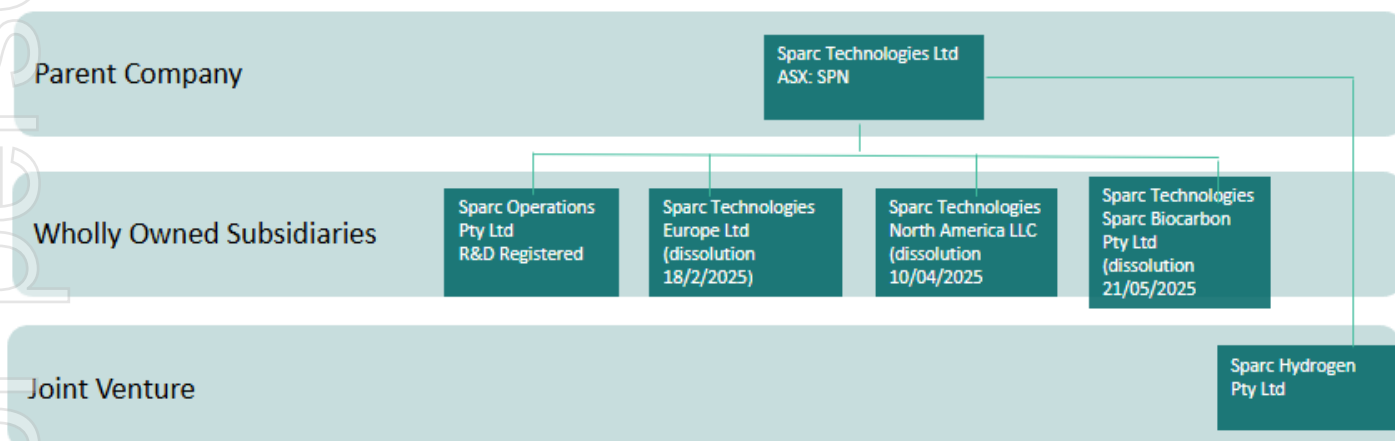 Parent Company
Sparc Technologies Ltd
ASX: SPN
Wholly Owned Subsidiaries
Sparc Operations
Pty Ltd
R&D Registered
Sparc Technologies
Europe Ltd
(dissolution
18/2/2025)
Sparc Technologies
North America LLC
(dissolution
10/04/2025
Sparc Technologies
Sparc Biocarbon
Pty Ltd
(dissolution
21/05/2025
Joint Venture
Sparc Hydrogen
Pty Ltd